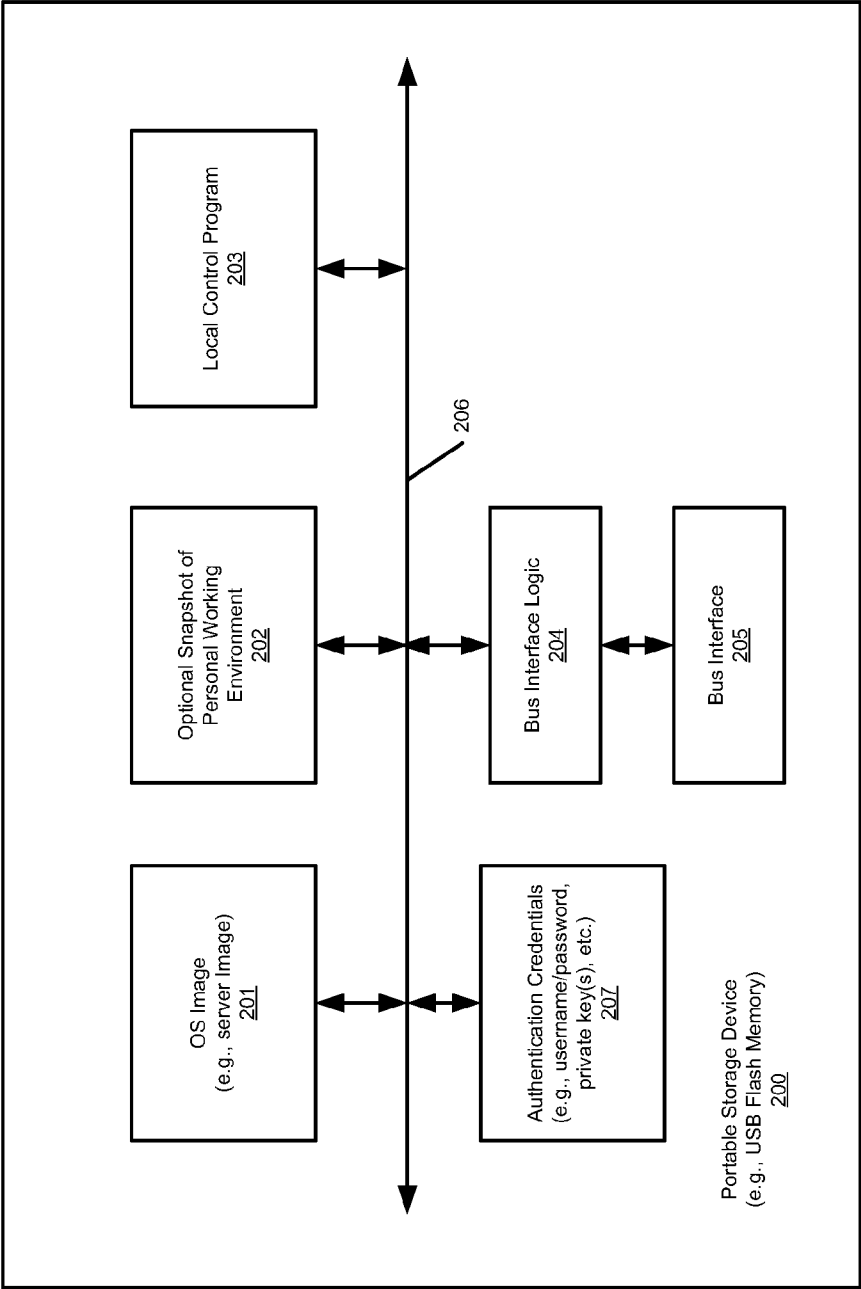 OS Image
(e.g., server Image)
201
Optional Snapshot of
Personal Working
Environment
202
Local Control Program
203
206
Authentication Credentials
(e.g., username/password,
private key(s), etc.)
207
Bus Interface Logic
204
Bus Interface
205
Portable Storage Device
(e.g., USB Flash Memory)
200